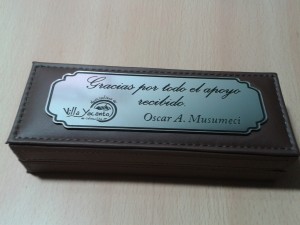 Gracias por todo el apoyo
recibido.
Villa Yacanto
Oscar A. Musumeci